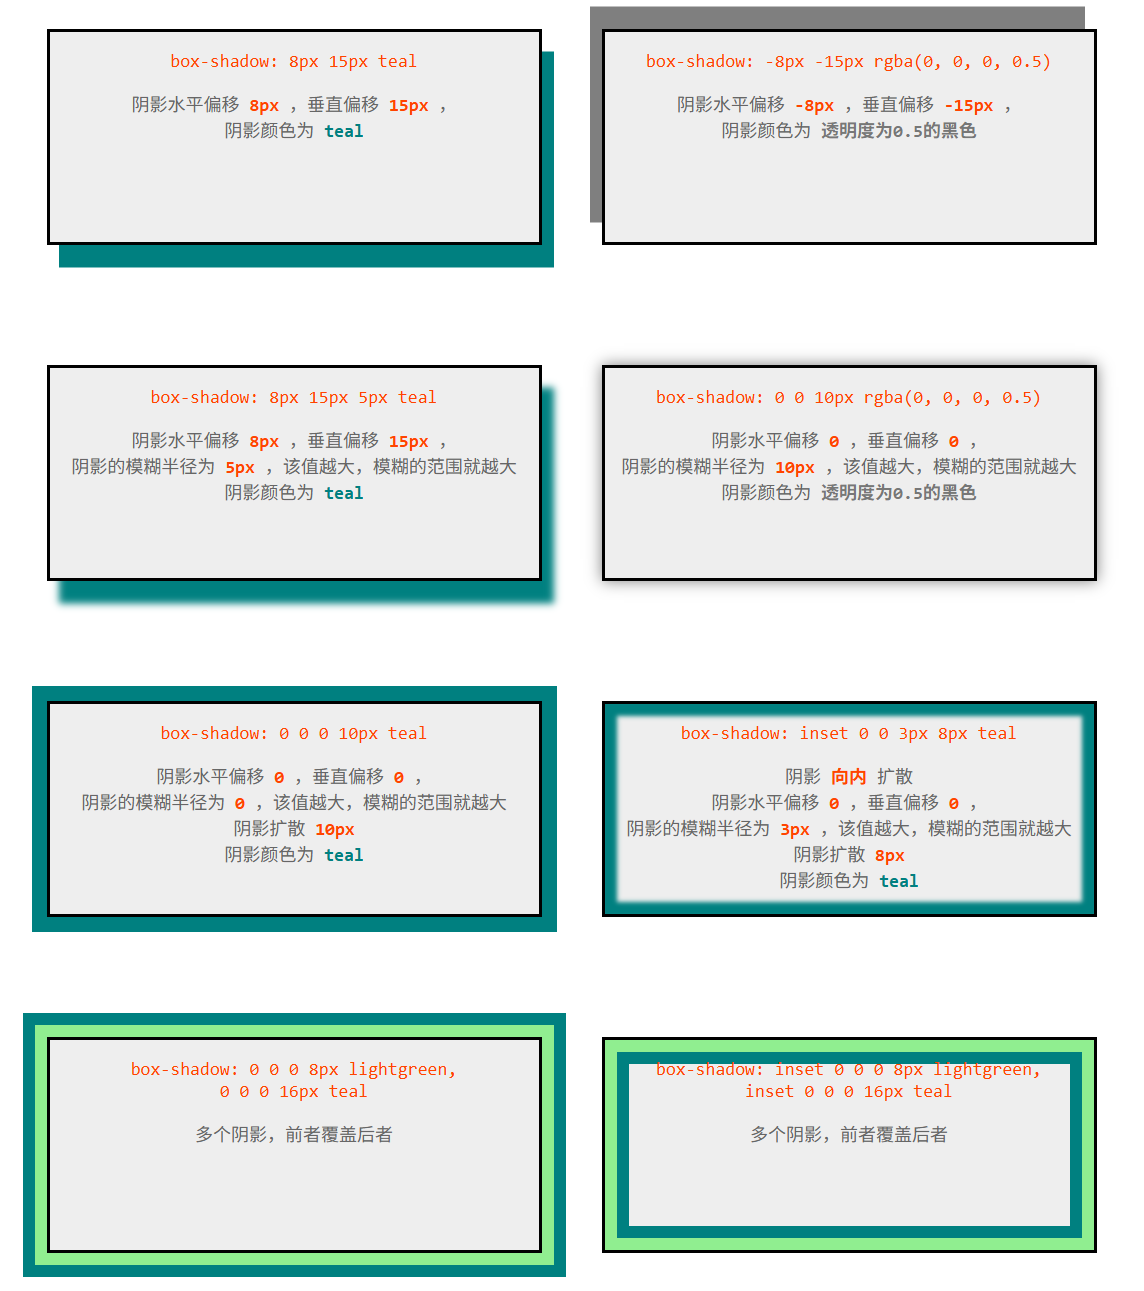 box-shadow: 8px 15px teal
阴影水平偏移 8px ，垂直偏移 15px ，
阴影颜色为 teal
box-shadow: -8px -15px rgba(0, 0, 0, 0.5)
阴影水平偏移 -8px ，垂直偏移 -15px ，
阴影颜色为 透明度为0.5的黑色
box-shadow: 8px 15px 5px teal
阴影水平偏移 8px ，垂直偏移 15px ，
阴影的模糊半径为 5px ，该值越大，模糊的范围就越大
阴影颜色为 teal
box-shadow: 0 0 10px rgba(0, 0, 0, 0.5)
阴影水平偏移 0 ，垂直偏移 0 ，
阴影的模糊半径为 10px ，该值越大，模糊的范围就越大
阴影颜色为 透明度为0.5的黑色
box-shadow: 0 0 0 10px teal
阴影水平偏移 0 ，垂直偏移 0 ，
阴影的模糊半径为 0 ，该值越大，模糊的范围就越大
阴影扩散 10px
阴影颜色为 teal
box-shadow: inset 0 0 3px 8px teal
阴影 向内 扩散
阴影水平偏移 0 ，垂直偏移 0 ，
阴影的模糊半径为 3px ，该值越大，模糊的范围就越大
阴影扩散 8px
阴影颜色为 teal
box-shadow: 0 0 0 8px lightgreen,
0 0 0 16px teal
多个阴影，前者覆盖后者
box-shadow: inset 0 0 0 8px lightgreen,
inset 0 0 0 16px teal
多个阴影，前者覆盖后者